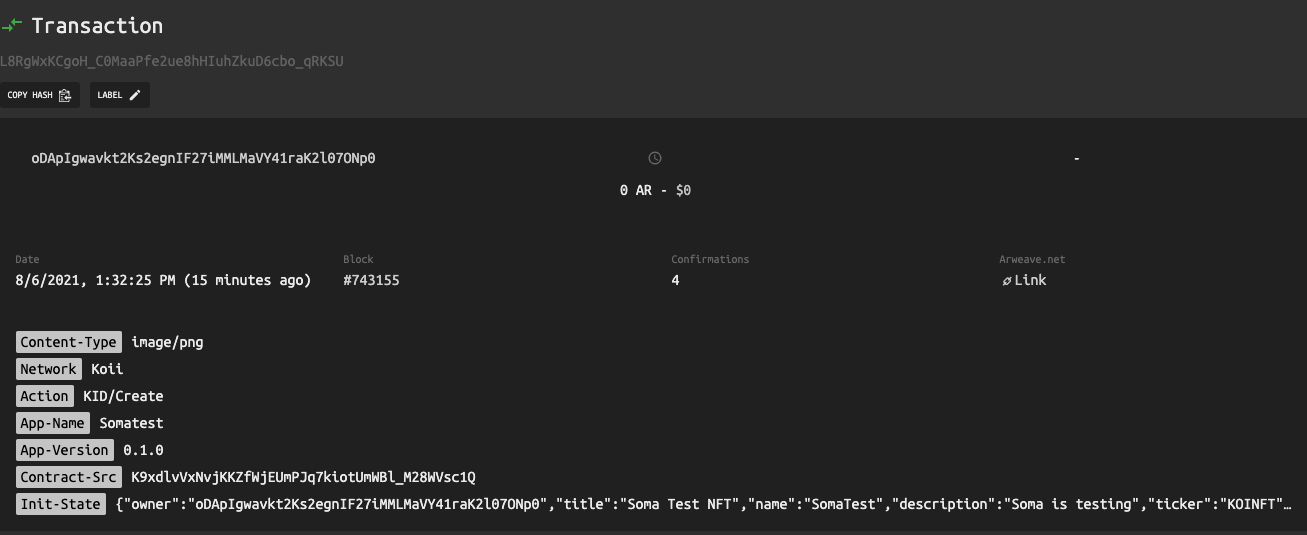 Transaction
L8RgWxKCgoH_C0MaaPfe2ue8hHIuhZkuD6cbo_qRKSU
COPY HASH LABEL
oDApIgwavkt2Ks2egnIF27iMMLMaVY41raK2l07ONp0 -
0 AR - $0
Date Block Confirmations Arweave.net
8/6/2021, 1:32:25 PM (15 minutes ago) #743155 4 Link
Content-Type image/png
Network Koii
Action KID/Create
App-Name Somatest
App-Version 0.1.0
Contract-Src K9xdlvVxNvjKKZfWjEUmPJq7kiotUmWBl_M28WVsc1Q
Init-State {"owner":"oDApIgwavkt2Ks2egnIF27iMMLMaVY41raK2l07ONp0","title":"Soma Test NFT","name":"SomaTest","description":"Soma is testing","ticker":"KOINFT"…